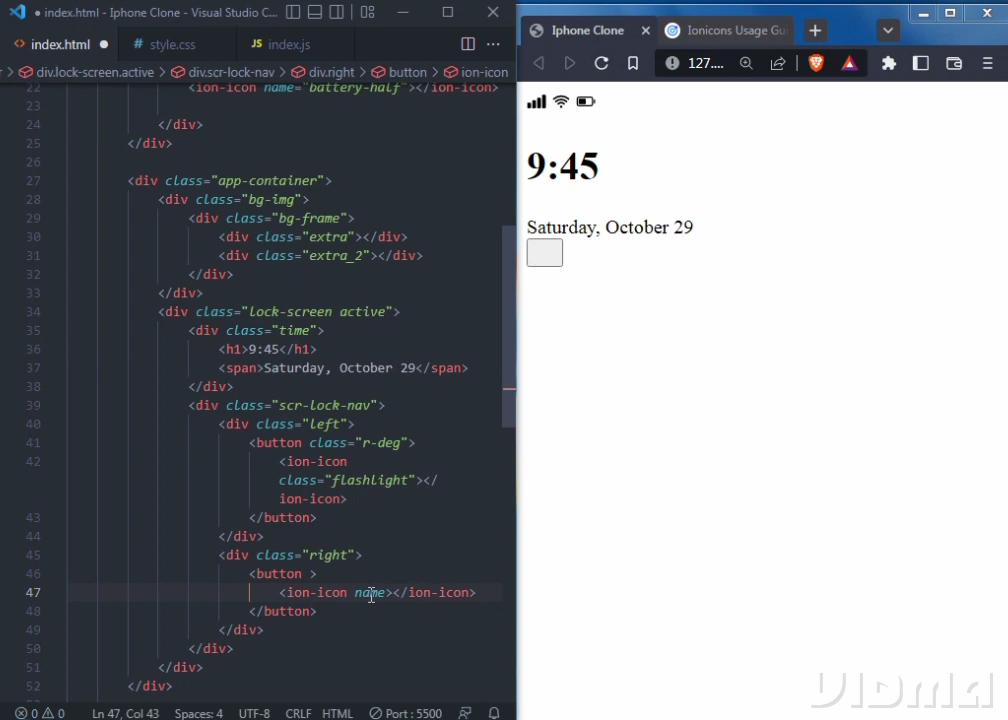 index.html - Iphone Clone - Visual Studio C...
index.html
style.css
JS index.js
r > div.lock-screen.active > div.scr-lock-nav > div.right > button > ion-icon
22 <ion-icon name="battery-half"></ion-icon>
23
24 </div>
25 </div>
26
27 <div class="app-container">
28 <div class="bg-img">
29 <div class="bg-frame">
30 <div class="extra"></div>
31 <div class="extra_2"></div>
32 </div>
33 </div>
34 <div class="lock-screen active">
35 <div class="time">
36 <h1>9:45</h1>
37 <span>Saturday, October 29</span>
38 </div>
39 <div class="scr-lock-nav">
40 <div class="left">
41 <button class="r-deg">
42 <ion-icon
class="flashlight"></
ion-icon>
43 </button>
44 </div>
45 <div class="right">
46 <button >
47 <ion-icon name></ion-icon>
48 </button>
49 </div>
50 </div>
51 </div>
52 </div>
0 0 Ln 47, Col 43 Spaces: 4 UTF-8 CRLF HTML Port : 5500
Iphone Clone
Ionicons Usage Gu
127....
9:45
Saturday, October 29
VIDMA